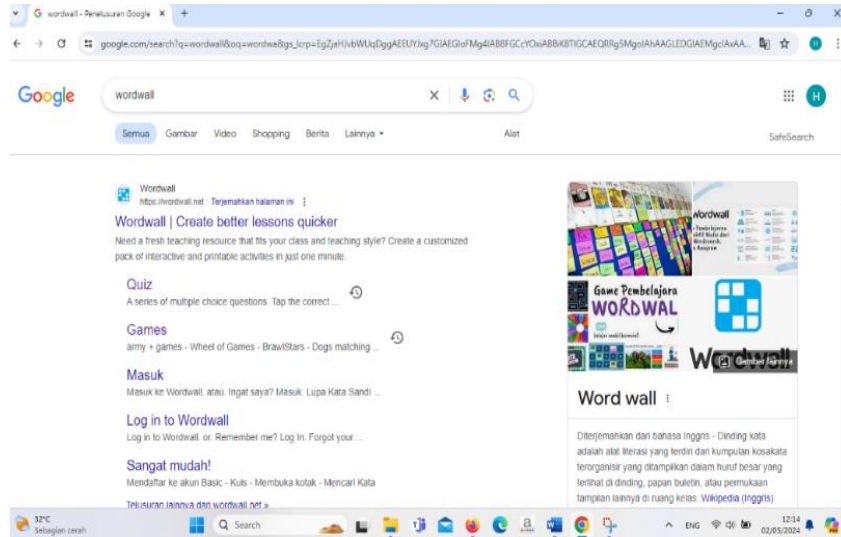 wordwall - Penelusuran Google
Google
wordwall
Semua Gambar Video Shopping Berita Lainnya Alat
SafeSearch
H
Wordwall
https://wordwall.net · Terjemahkan halaman ini
Wordwall | Create better lessons quicker
Need a fresh teaching resource that fits your class and teaching style? Create a customized
pack of interactive and printable activities in just one minute.
Quiz
A series of multiple choice questions. Tap the correct ...
Games
army + games - Wheel of Games - BrawlStars - Dogs matching ...
Masuk
Masuk ke Wordwall. atau. Ingat saya? Masuk. Lupa Kata Sandi ...
Log in to Wordwall
Log in to Wordwall. or. Remember me? Log In. Forgot your ...
Sangat mudah!
Mendaftar ke akun Basic - Kuis - Membuka kotak - Mencari Kata
Telusuran lainnya dari wordwall.net »
Wordwall
Game Pembelajara
WORDWAL
Wordwall
Gambar lainnya
Word wall
Diterjemahkan dari bahasa Inggris - Dinding kata
adalah alat literasi yang terdiri dari kumpulan kosakata
terorganisir yang ditampilkan dalam huruf besar yang
terlihat di dinding, papan buletin, atau permukaan
tampilan lainnya di ruang kelas. Wikipedia (Inggris)
32°C
Sebagian cerah
Search
ENG
12:14
02/05/2024